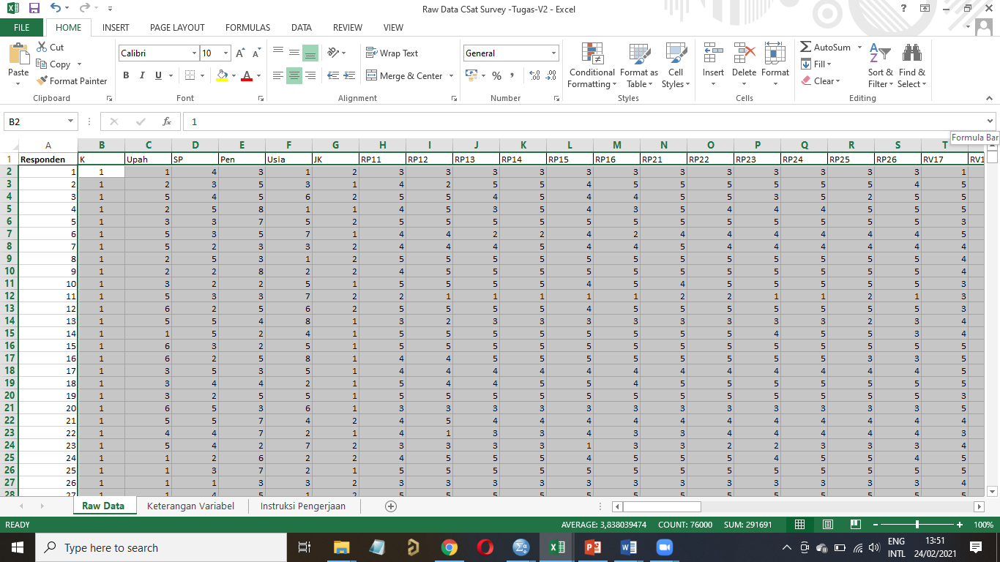 Raw Data CSat Survey -Tugas-V2 - Excel
FILE HOME INSERT PAGE LAYOUT FORMULAS DATA REVIEW VIEW
Paste Cut Copy Format Painter Clipboard
Calibri 10 B I U A Font
Wrap Text Merge & Center Alignment
General % , Number
Conditional Formatting Format as Table Cell Styles Styles
Insert Delete Format Cells
AutoSum Fill Clear Sort & Filter Find & Select Editing
B2 fx 1
Formula Bar
A B C D E F G H I J K L M N O P Q R S T
1 Responden K Upah SP Pen Usia JK RP11 RP12 RP13 RP14 RP15 RP16 RP21 RP22 RP23 RP24 RP25 RP26 RV17 RV1
2 1 1 1 4 3 1 2 3 3 3 3 3 3 3 3 3 3 3 3 1
3 2 1 2 3 5 3 1 4 2 5 5 4 5 5 5 5 5 5 4 5
4 3 1 5 4 5 6 2 5 5 4 5 4 4 5 5 3 5 2 5 5
5 4 1 2 5 8 1 1 4 5 3 5 4 3 5 4 4 4 5 5 5
6 5 1 3 3 7 5 2 5 5 5 5 5 5 5 5 5 5 5 5 3
7 6 1 5 3 5 7 1 4 4 2 2 4 2 4 4 4 4 4 4 5
8 7 1 5 2 3 3 2 4 4 4 5 4 4 5 4 4 4 4 4 4
9 8 1 2 5 3 1 2 5 5 5 5 5 5 5 5 5 5 5 5 4
10 9 1 2 2 8 2 2 4 5 5 5 5 5 5 5 5 5 5 5 4
11 10 1 3 2 2 5 1 5 5 5 5 4 5 4 5 5 5 5 5 3
12 11 1 5 3 3 7 2 2 1 1 1 1 1 2 2 1 1 2 1 3
13 12 1 6 2 5 6 2 5 5 5 5 4 5 5 5 5 5 5 5 3
14 13 1 5 5 4 8 1 3 2 3 3 3 3 3 3 3 3 2 3 4
15 14 1 1 5 2 4 1 5 5 5 5 5 5 5 5 4 5 5 3 4
16 15 1 6 3 2 5 1 5 5 5 5 5 5 5 5 5 5 5 5 5
17 16 1 6 2 5 8 1 4 4 5 5 5 5 5 5 5 5 3 3 5
18 17 1 3 5 3 5 1 4 4 4 4 4 4 4 4 4 4 4 4 5
19 18 1 3 4 4 2 1 5 4 4 5 5 4 5 5 5 5 5 5 5
20 19 1 3 2 5 5 1 5 5 5 5 5 5 5 5 5 5 5 5 3
21 20 1 6 5 3 6 1 3 3 3 3 3 3 3 3 3 3 3 3 5
22 21 1 5 5 7 4 2 4 5 4 4 4 4 4 4 4 4 4 4 4
23 22 1 4 4 7 2 1 4 1 3 3 4 3 3 4 4 4 4 4 3
24 23 1 5 4 2 7 2 3 3 3 3 1 3 3 2 2 3 3 3 4
25 24 1 1 2 6 2 2 4 5 5 5 4 5 5 5 4 5 5 4 5
26 25 1 1 3 7 2 1 5 5 5 5 5 5 5 5 5 5 5 5 5
27 26 1 1 1 3 3 2 3 3 3 3 3 3 3 3 3 3 3 3 4
28 27 1 1 4 5 1 2 5 5 5 5 5 5 5 5 5 5 5 5 5
Raw Data Keterangan Variabel Instruksi Pengerjaan
READY AVERAGE: 3,838039474 COUNT: 76000 SUM: 291691 100%
Type here to search ENG INTL 13:51 24/02/2021